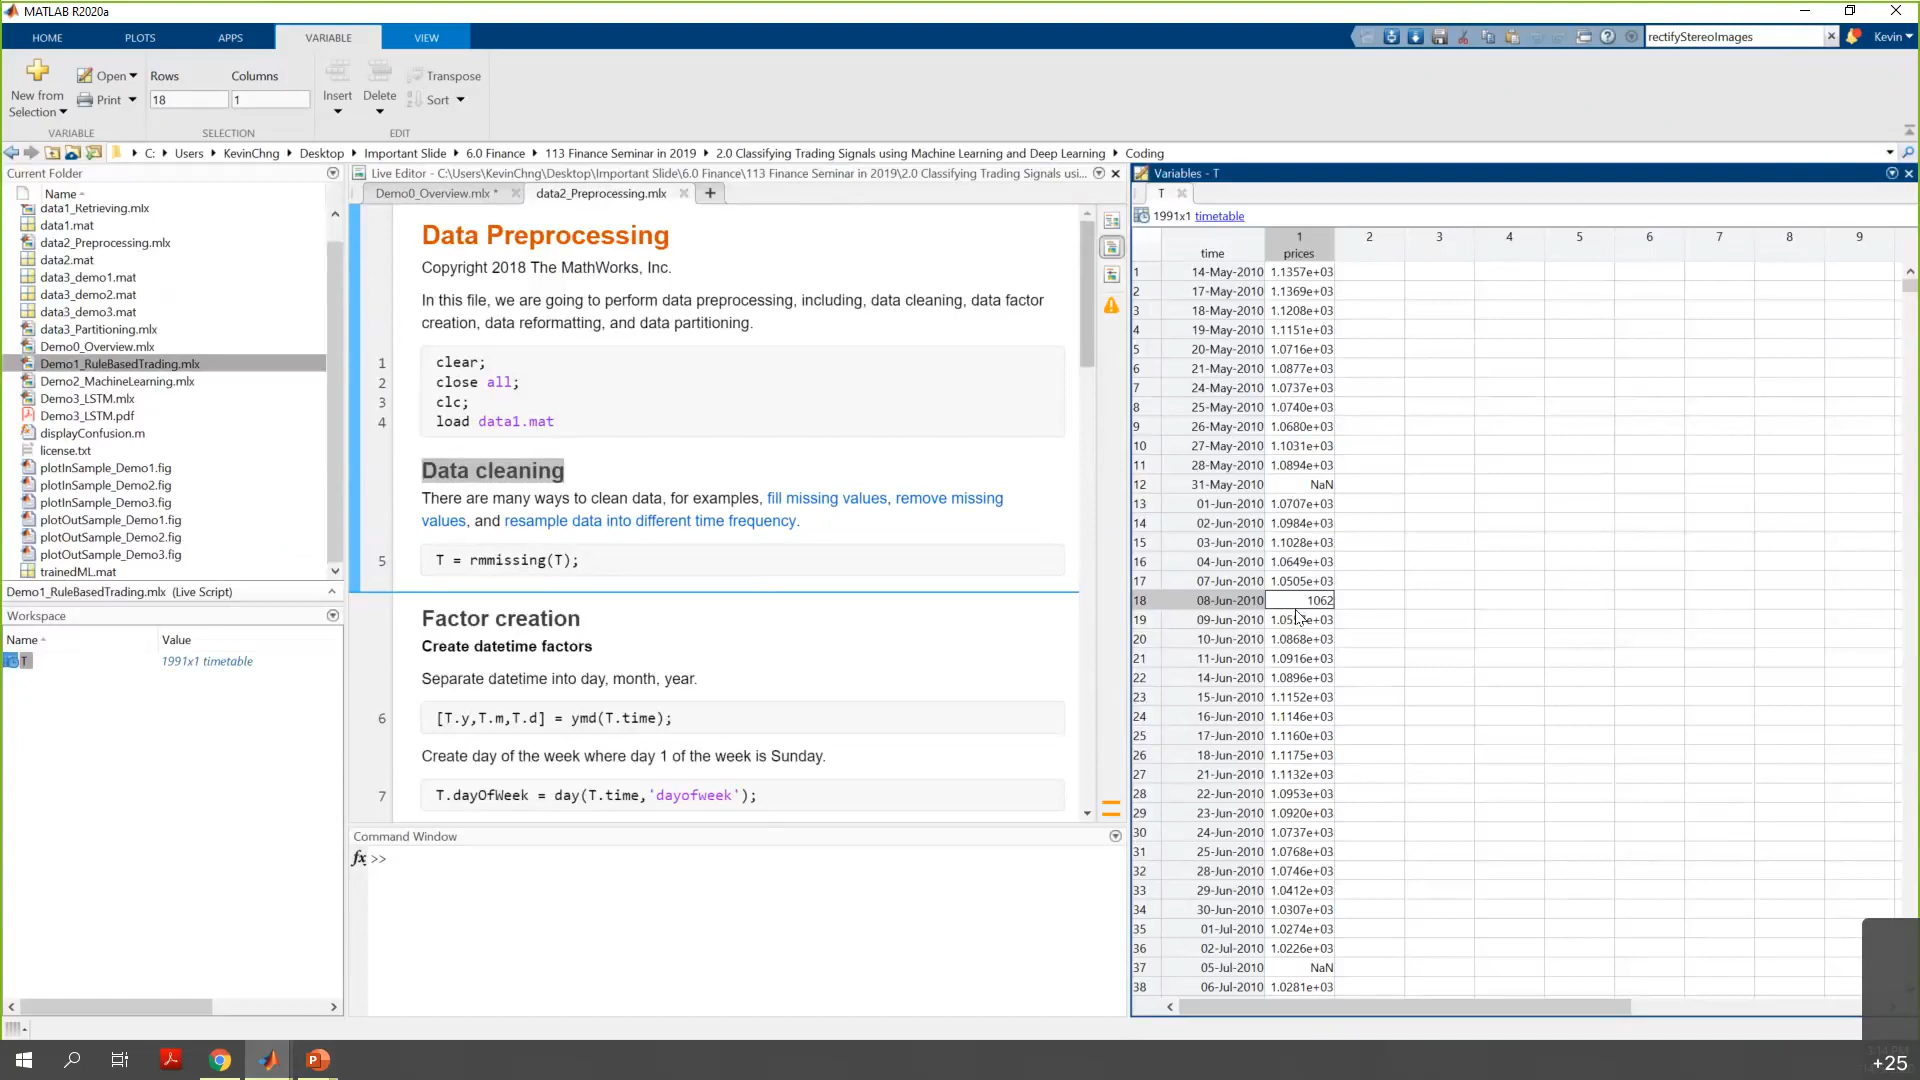 MATLAB R2020a
HOME
PLOTS
APPS
VARIABLE
VIEW
rectifyStereoImages
Kevin
New from
Selection
Open
Print
Rows
Columns
18
1
Insert
Delete
Transpose
Sort
VARIABLE
SELECTION
EDIT
C:
Users
KevinChng
Desktop
Important Slide
6.0 Finance
113 Finance Seminar in 2019
2.0 Classifying Trading Signals using Machine Learning and Deep Learning
Coding
Current Folder
Name
data1_Retrieving.mlx
data1.mat
data2_Preprocessing.mlx
data2.mat
data3_demo1.mat
data3_demo2.mat
data3_demo3.mat
data3_Partitioning.mlx
Demo0_Overview.mlx
Demo1_RuleBasedTrading.mlx
Demo2_MachineLearning.mlx
Demo3_LSTM.mlx
Demo3_LSTM.pdf
displayConfusion.m
license.txt
plotInSample_Demo1.fig
plotInSample_Demo2.fig
plotInSample_Demo3.fig
plotOutSample_Demo1.fig
plotOutSample_Demo2.fig
plotOutSample_Demo3.fig
trainedML.mat
Demo1_RuleBasedTrading.mlx (Live Script)
Workspace
Name
Value
T
1991x1 timetable
Live Editor - C:\Users\KevinChng\Desktop\Important Slide\6.0 Finance\113 Finance Seminar in 2019\2.0 Classifying Trading Signals usi...
Demo0_Overview.mlx *
data2_Preprocessing.mlx
Data Preprocessing
Copyright 2018 The MathWorks, Inc.
In this file, we are going to perform data preprocessing, including, data cleaning, data factor
creation, data reformatting, and data partitioning.
1 clear;
2 close all;
3 clc;
4 load data1.mat
Data cleaning
There are many ways to clean data, for examples, fill missing values, remove missing
values, and resample data into different time frequency.
5 T = rmmissing(T);
Factor creation
Create datetime factors
Separate datetime into day, month, year.
6 [T.y,T.m,T.d] = ymd(T.time);
Create day of the week where day 1 of the week is Sunday.
7 T.dayOfWeek = day(T.time,'dayofweek');
Command Window
fx >>
Variables - T
T
1991x1 timetable
1 2 3 4 5 6 7 8 9
time prices
1 14-May-2010 1.1357e+03
2 17-May-2010 1.1369e+03
3 18-May-2010 1.1208e+03
4 19-May-2010 1.1151e+03
5 20-May-2010 1.0716e+03
6 21-May-2010 1.0877e+03
7 24-May-2010 1.0737e+03
8 25-May-2010 1.0740e+03
9 26-May-2010 1.0680e+03
10 27-May-2010 1.1031e+03
11 28-May-2010 1.0894e+03
12 31-May-2010 NaN
13 01-Jun-2010 1.0707e+03
14 02-Jun-2010 1.0984e+03
15 03-Jun-2010 1.1028e+03
16 04-Jun-2010 1.0649e+03
17 07-Jun-2010 1.0505e+03
18 08-Jun-2010 1062
19 09-Jun-2010
20 10-Jun-2010 1.0868e+03
21 11-Jun-2010 1.0916e+03
22 14-Jun-2010 1.0896e+03
23 15-Jun-2010 1.1152e+03
24 16-Jun-2010 1.1146e+03
25 17-Jun-2010 1.1160e+03
26 18-Jun-2010 1.1175e+03
27 21-Jun-2010 1.1132e+03
28 22-Jun-2010 1.0953e+03
29 23-Jun-2010 1.0920e+03
30 24-Jun-2010 1.0737e+03
31 25-Jun-2010 1.0768e+03
32 28-Jun-2010 1.0746e+03
33 29-Jun-2010 1.0412e+03
34 30-Jun-2010 1.0307e+03
35 01-Jul-2010 1.0274e+03
36 02-Jul-2010 1.0226e+03
37 05-Jul-2010 NaN
38 06-Jul-2010 1.0281e+03
+25